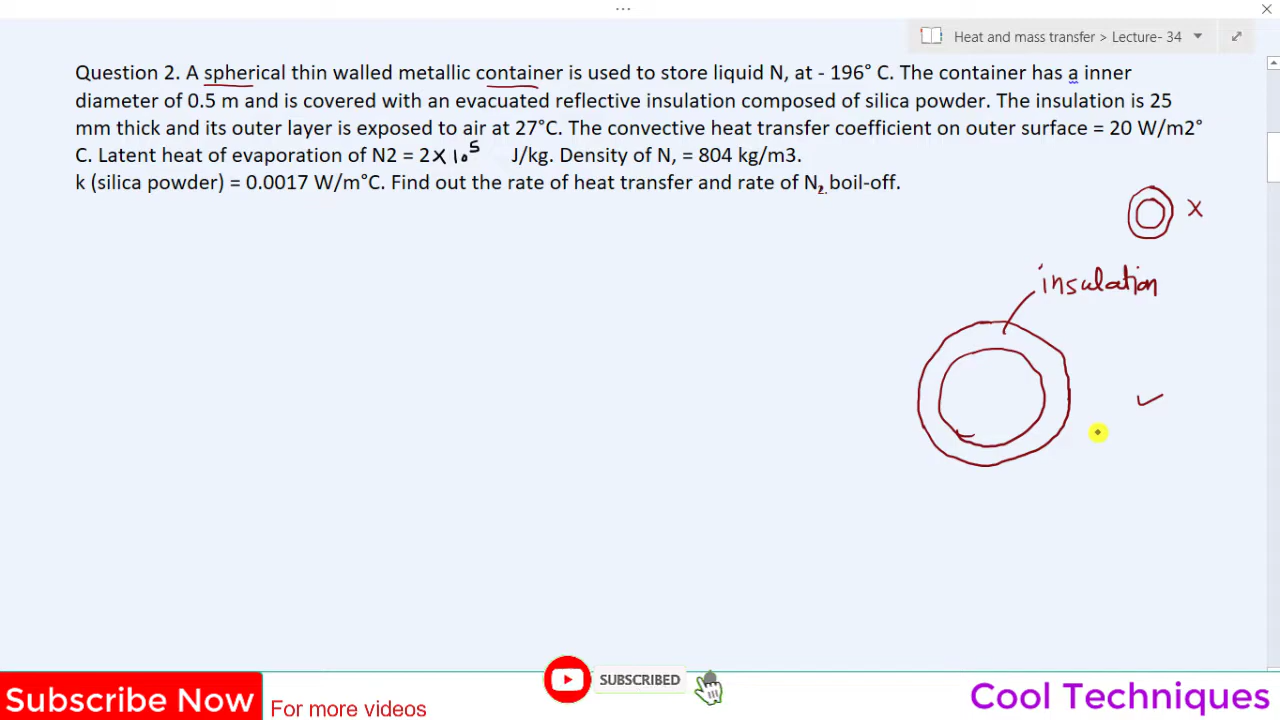 Heat and mass transfer > Lecture- 34
Question 2. A spherical thin walled metallic container is used to store liquid N, at - 196° C. The container has a inner
diameter of 0.5 m and is covered with an evacuated reflective insulation composed of silica powder. The insulation is 25
mm thick and its outer layer is exposed to air at 27°C. The convective heat transfer coefficient on outer surface = 20 W/m2°
C. Latent heat of evaporation of N2 = 2×10⁵ J/kg. Density of N, = 804 kg/m3.
k (silica powder) = 0.0017 W/m°C. Find out the rate of heat transfer and rate of N₂ boil-off.
x
insulation
✓
Subscribe Now
For more videos
SUBSCRIBED
Cool Techniques